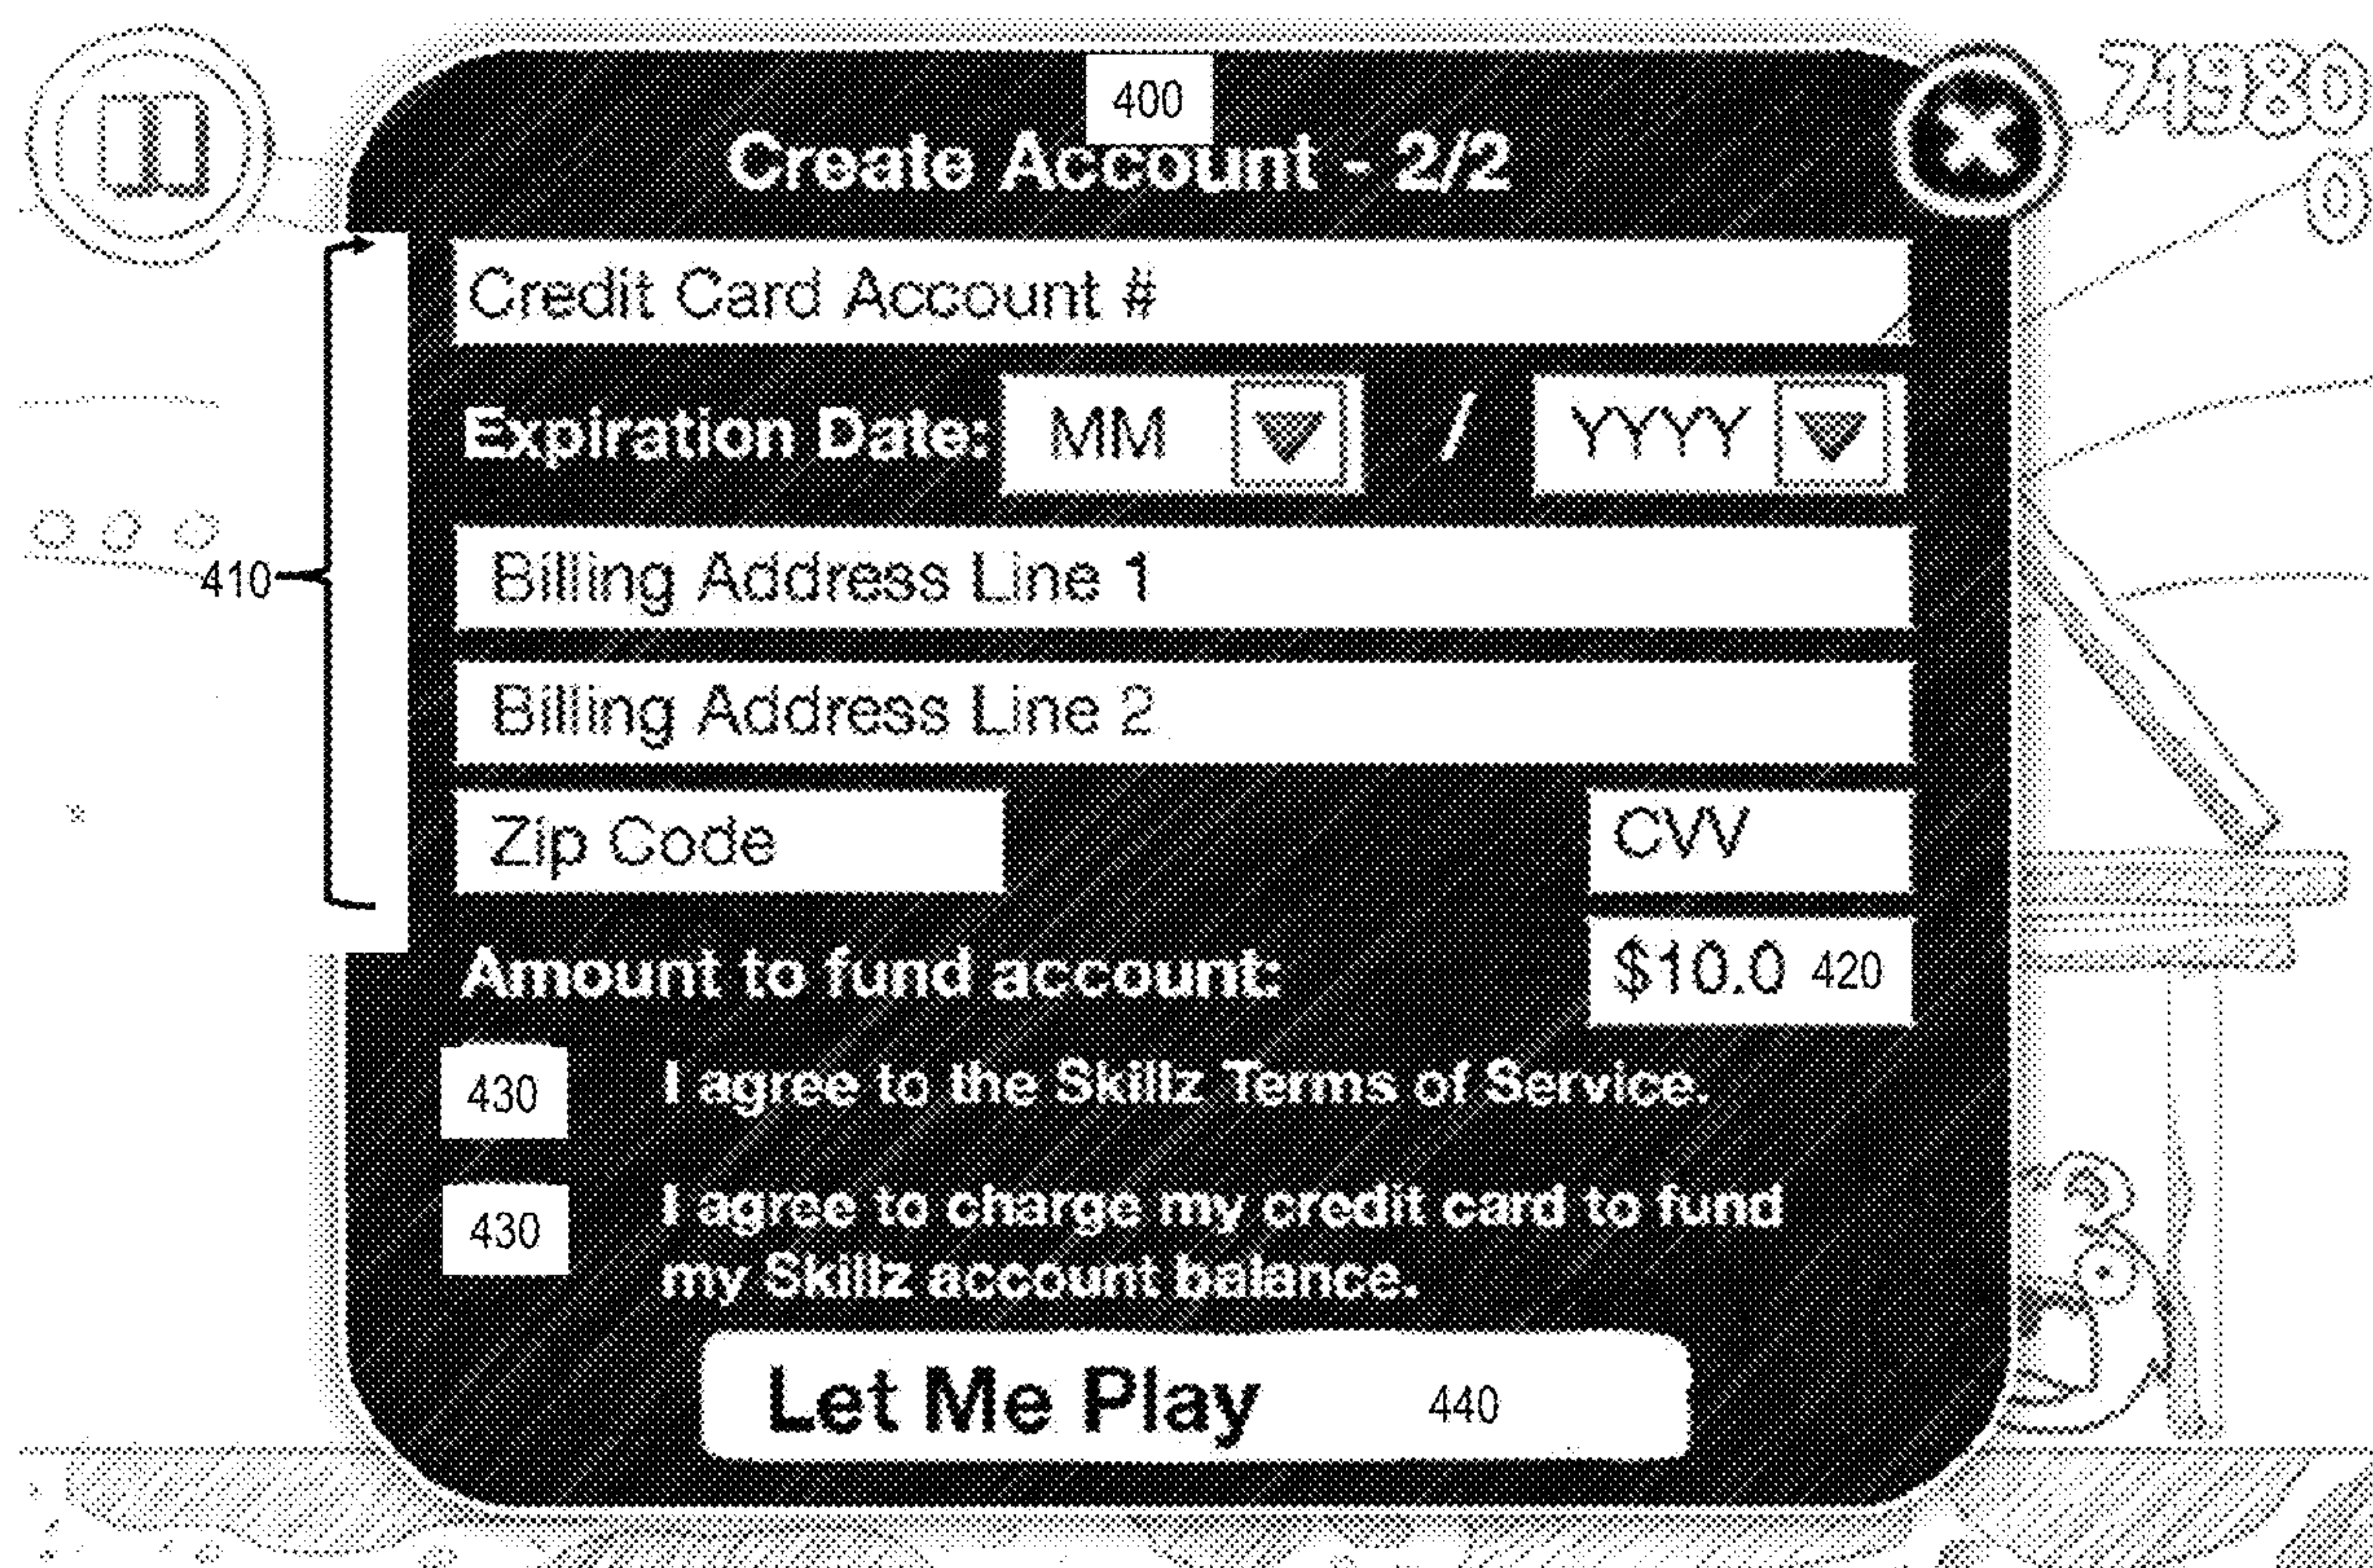 400
71980
Create Account - 2/2
0
Credit Card Account #
Expiration Date: MM / YYYY
410
Billing Address Line 1
Billing Address Line 2
Zip Code CVV
Amount to fund account: $10.0 420
430 I agree to the Skillz Terms of Service.
430 I agree to charge my credit card to fund
my Skillz account balance.
Let Me Play 440